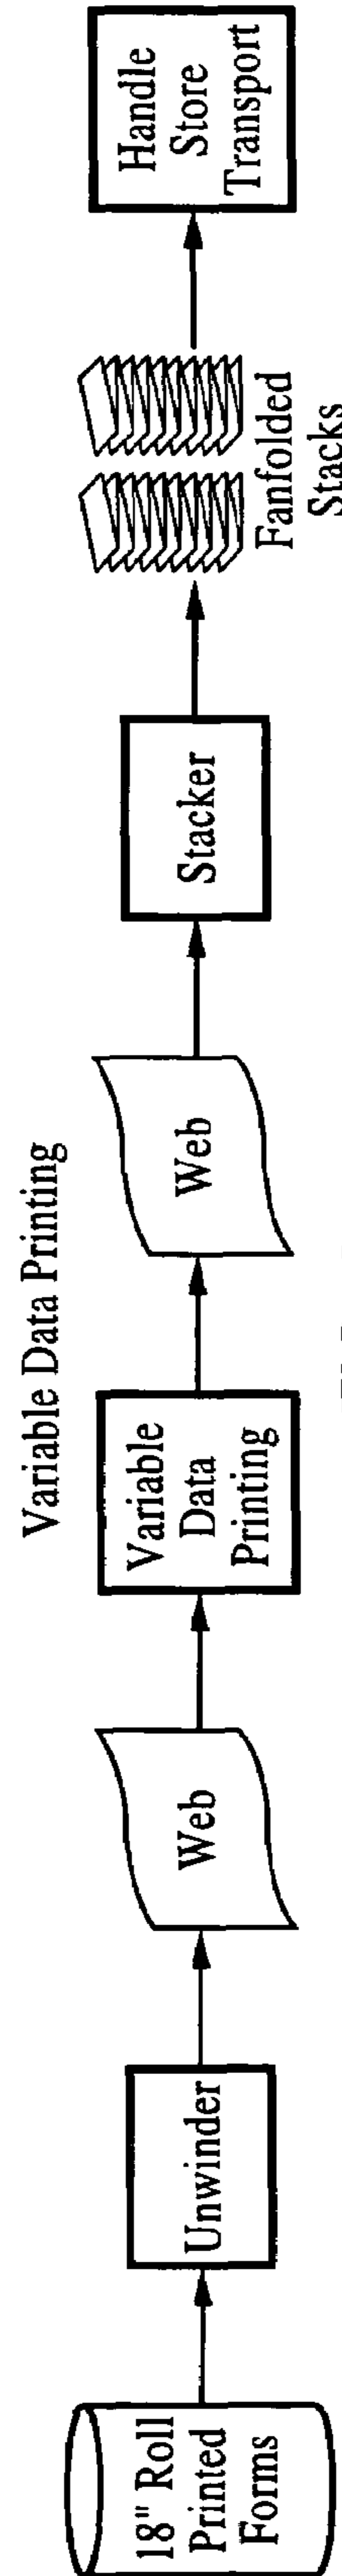 Variable Data Printing
18" Roll
Printed
Forms
Unwinder
Web
Variable
Data
Printing
Web
Stacker
Fanfolded
Stacks
Handle
Store
Transport